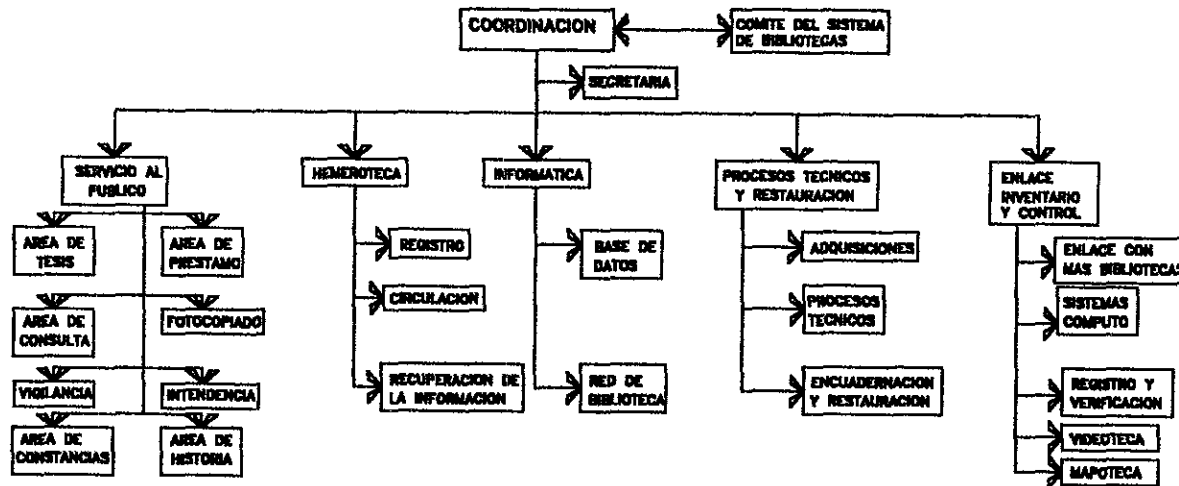 COORDINACION
COMITE DEL SISTEMA
DE BIBLIOTECAS
SECRETARIA
SERVICIO AL
PUBLICO
HEMEROTECA
INFORMATICA
PROCESOS TECNICOS
Y RESTAURACION
ENLACE
INVENTARIO
Y CONTROL
AREA DE
TESIS
AREA DE
PRESTAMO
AREA DE
CONSULTA
FOTOCOPIADO
VIGILANCIA
INTENDENCIA
AREA DE
CONSTANCIAS
AREA DE
HISTORIA
REGISTRO
CIRCULACION
RECUPERACION DE
LA INFORMACION
BASE DE
DATOS
RED DE
BIBLIOTECA
ADQUISICIONES
PROCESOS
TECNICOS
ENCUADERNACION
Y RESTAURACION
ENLACE CON
MAS BIBLIOTECAS
SISTEMAS
COMPUTO
REGISTRO Y
VERIFICACION
VIDEOTECA
MAPOTECA